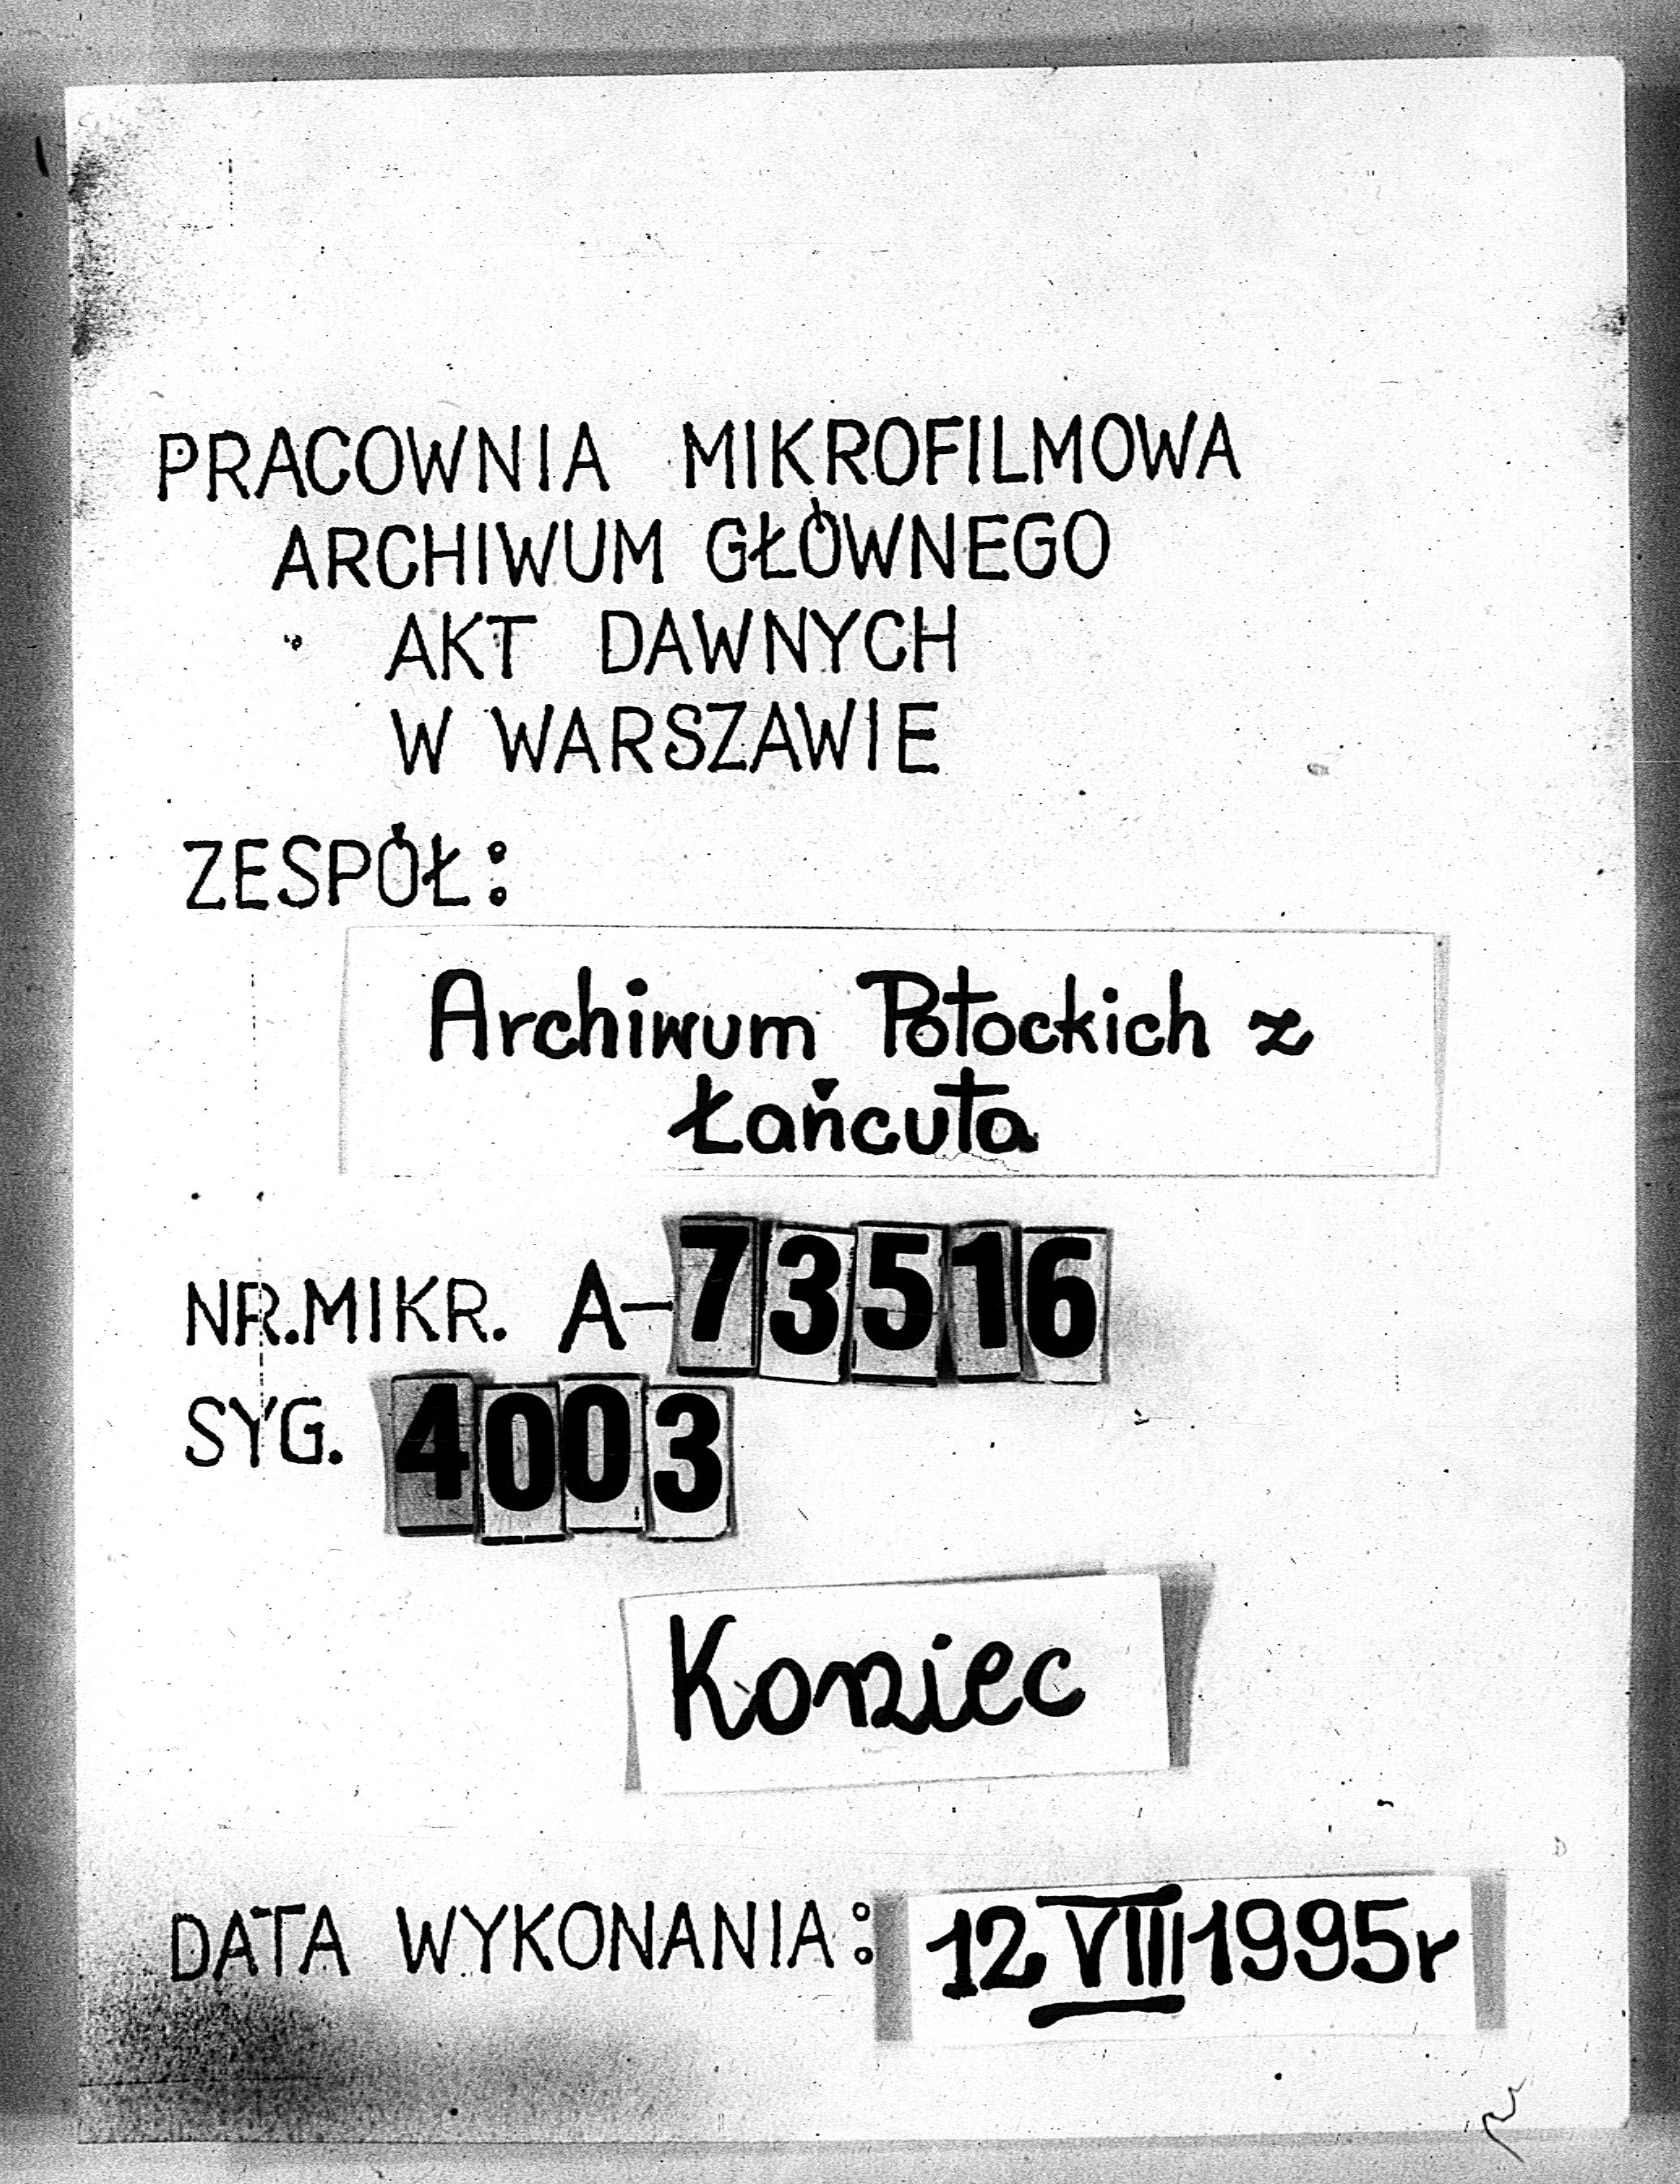 PRACOWNIA MIKROFILMOWA
ARCHIWUM GŁÓWNEGO
AKT DAWNYCH
W WARSZAWIE
ZESPÓŁ:
Archiwum Potockich z
Łańcuta
NR.MIKR. A-73516
SYG. 4003
Koniec
DATA WYKONANIA: 12 VII 1995r